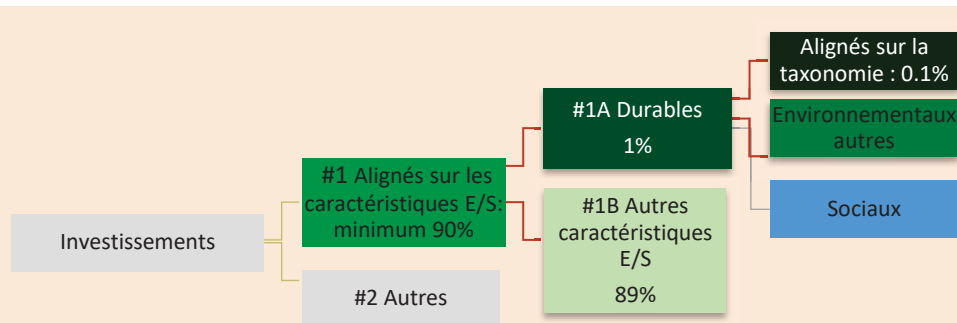 Investissements
#1 Alignés sur les
caractéristiques E/S:
minimum 90%
#2 Autres
#1A Durables
1%
#1B Autres
caractéristiques
E/S
89%
Alignés sur la
taxonomie : 0.1%
Environnementaux
autres
Sociaux